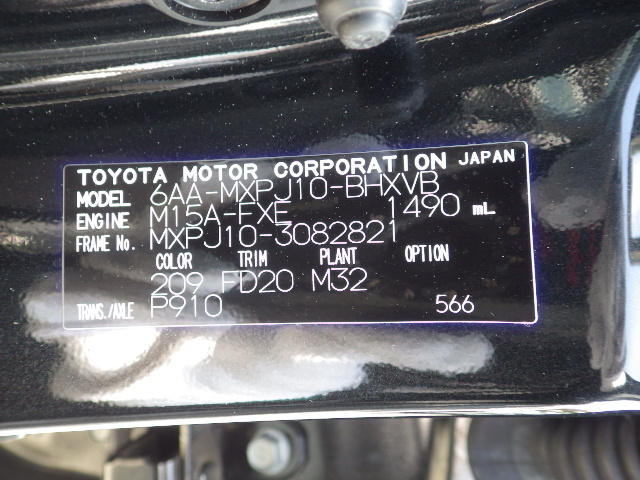 TOYOTA MOTOR CORPORATION JAPAN
MODEL 6AA-MXPJ10-BHXVB
ENGINE M15A-FXE 1490 mL
FRAME No. MXPJ10-3082821
COLOR TRIM PLANT OPTION
209 FD20 M32
TRANS./AXLE P910 566